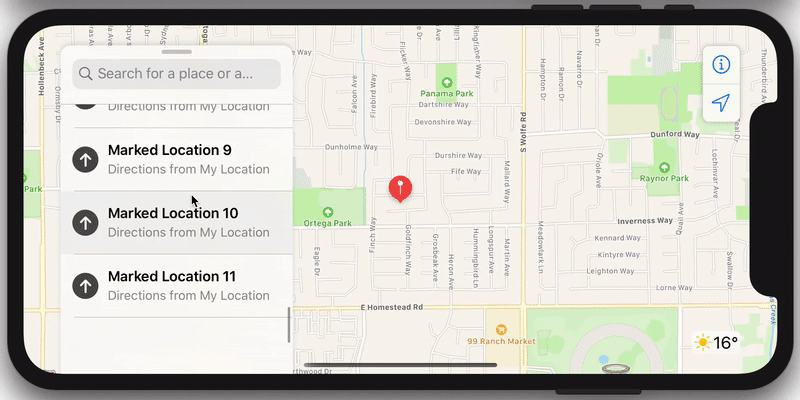 Search for a place or a...
Directions from My Location
Marked Location 9
Directions from My Location
Marked Location 10
Directions from My Location
Marked Location 11
Directions from My Location
Hollenbeck Ave
Flicker Way
Kingfisher Way
Hampton Dr
Navarro Dr
Ramon Dr
Thunderbird Ave
Panama Park
Dartshire Way
Devonshire Way
S Wolfe Rd
Dunford Way
Falcon Ave
Firebird Way
Dunholme Way
Durshire Way
Fife Way
Mallard Way
Oriole Ave
Raynor Park
Lochinvar Ave
Ortega Park
Inverness Way
Finch Way
Goldfinch Way
Grosbeak Ave
Heron Ave
Hummingbird Ln
Longspur Ave
Martin Ave
Meadowlark Ln
Eagle Dr
Kennard Way
Kintyre Way
Leighton Way
Lorne Way
Quail Ave
Swallow Dr
E Homestead Rd
99 Ranch Market
16°